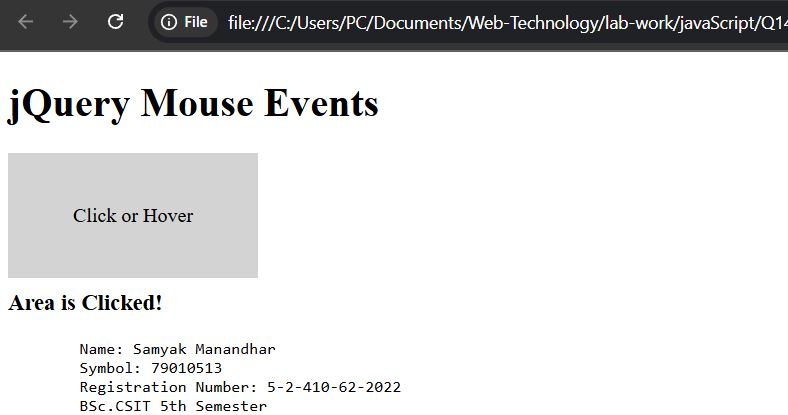 File file:///C:/Users/PC/Documents/Web-Technology/lab-work/javaScript/Q14
jQuery Mouse Events
Click or Hover
Area is Clicked!
Name: Samyak Manandhar
Symbol: 79010513
Registration Number: 5-2-410-62-2022
BSc.CSIT 5th Semester